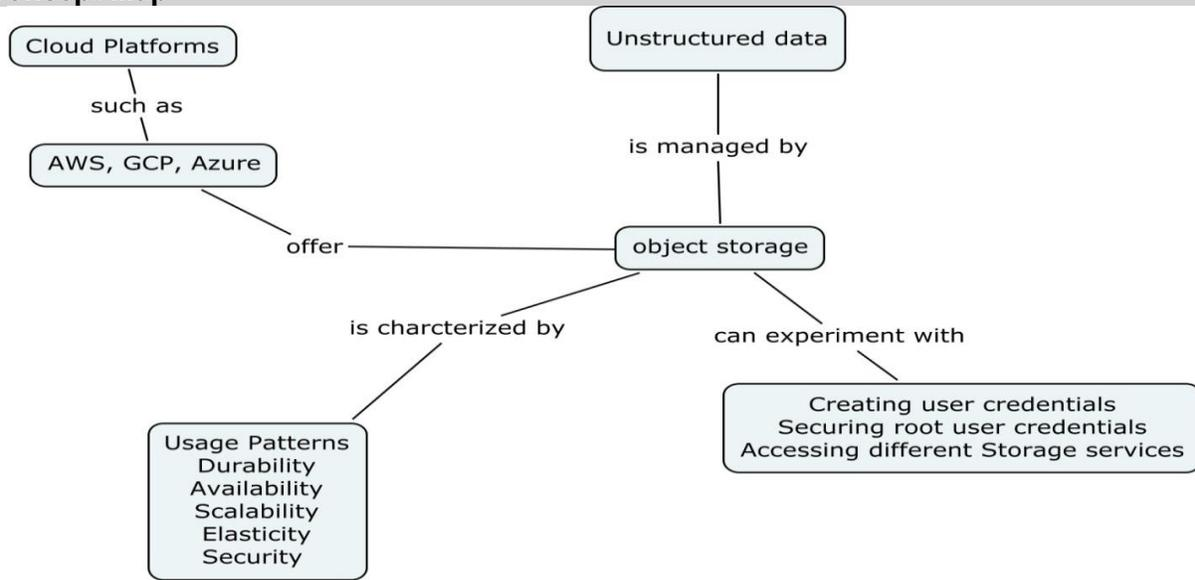 Cloud Platforms
such as
AWS, GCP, Azure
Unstructured data
is managed by
offer
object storage
is charcterized by
can experiment with
Usage Patterns
Durability
Availability
Scalability
Elasticity
Security
Creating user credentials
Securing root user credentials
Accessing different Storage services